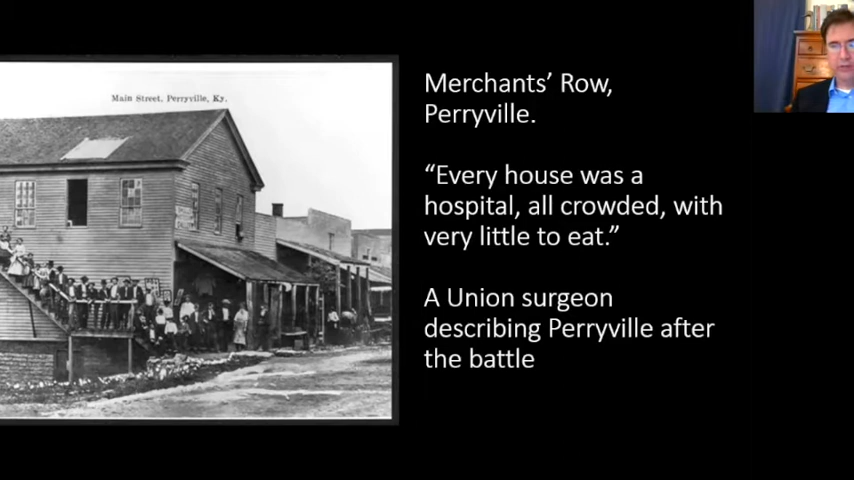 Main Street, Perryville, Ky.
Merchants’ Row,
Perryville.
“Every house was a
hospital, all crowded, with
very little to eat.”
A Union surgeon
describing Perryville after
the battle